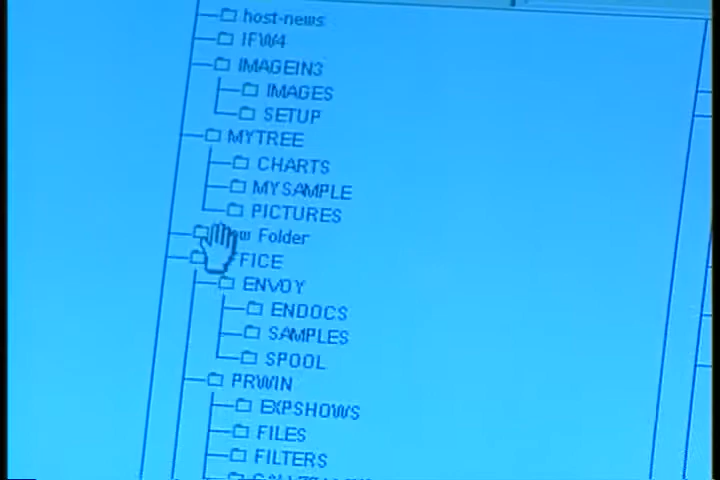 host-news
IFW4
IMAGEIN3
IMAGES
SETUP
MYTREE
CHARTS
MYSAMPLE
PICTURES
Folder
FICE
ENVOY
ENDOCS
SAMPLES
SPOOL
PRWIN
EXPSHOWS
FILES
FILTERS